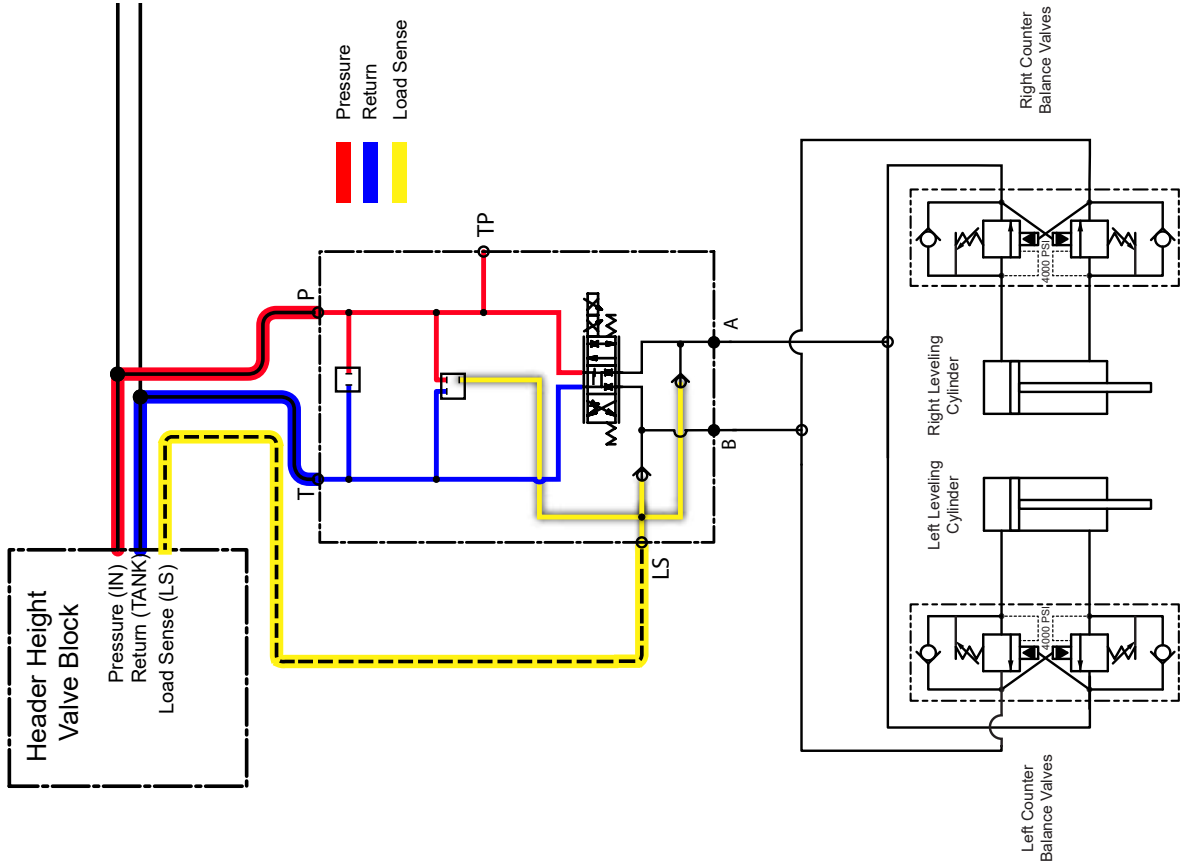 Header Height
Valve Block
Pressure (IN)
Return (TANK)
Load Sense (LS)
Pressure
Return
Load Sense
T
P
TP
LS
B
A
Left Leveling
Cylinder
Right Leveling
Cylinder
4000 PSI
4000 PSI
Left Counter
Balance Valves
Right Counter
Balance Valves